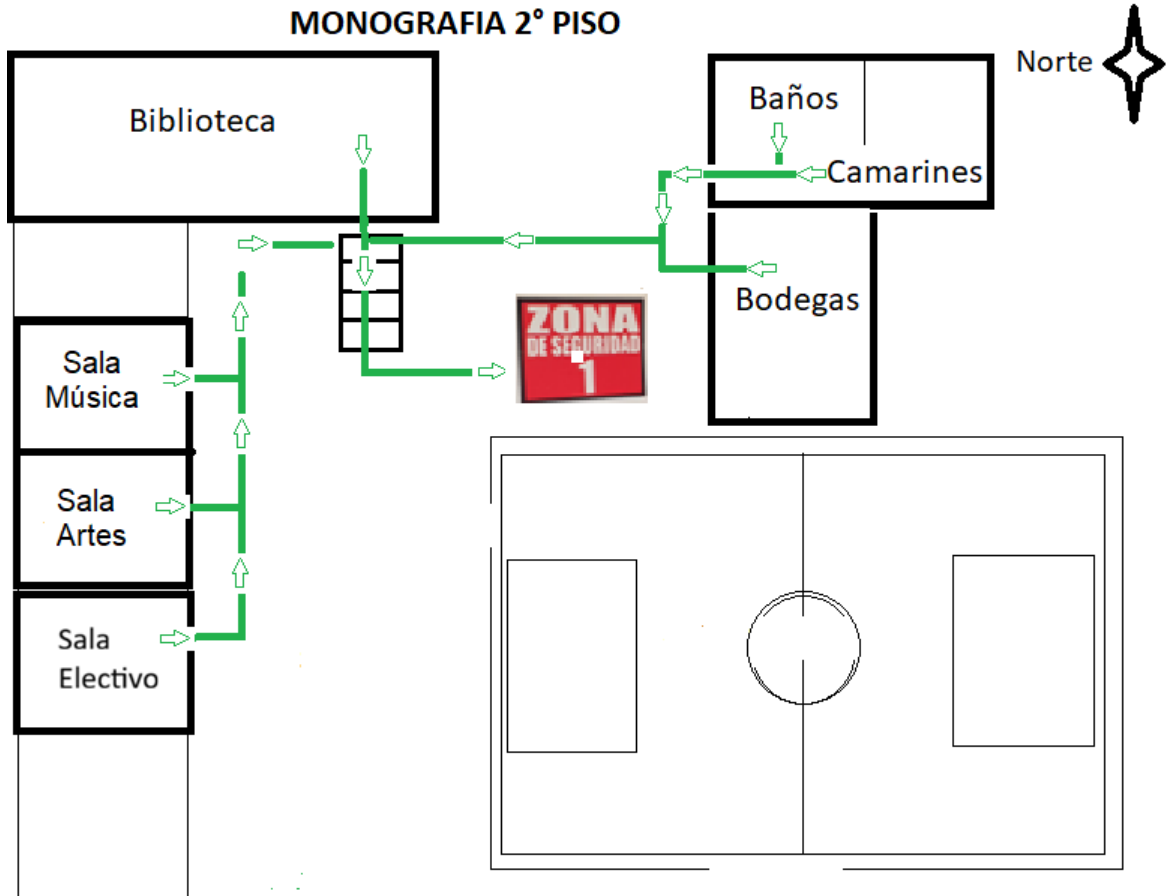 MONOGRAFIA 2° PISO
Norte
Biblioteca
Baños
Camarines
Bodegas
ZONA
DE SEGURIDAD
1
Sala
Música
Sala
Artes
Sala
Electivo